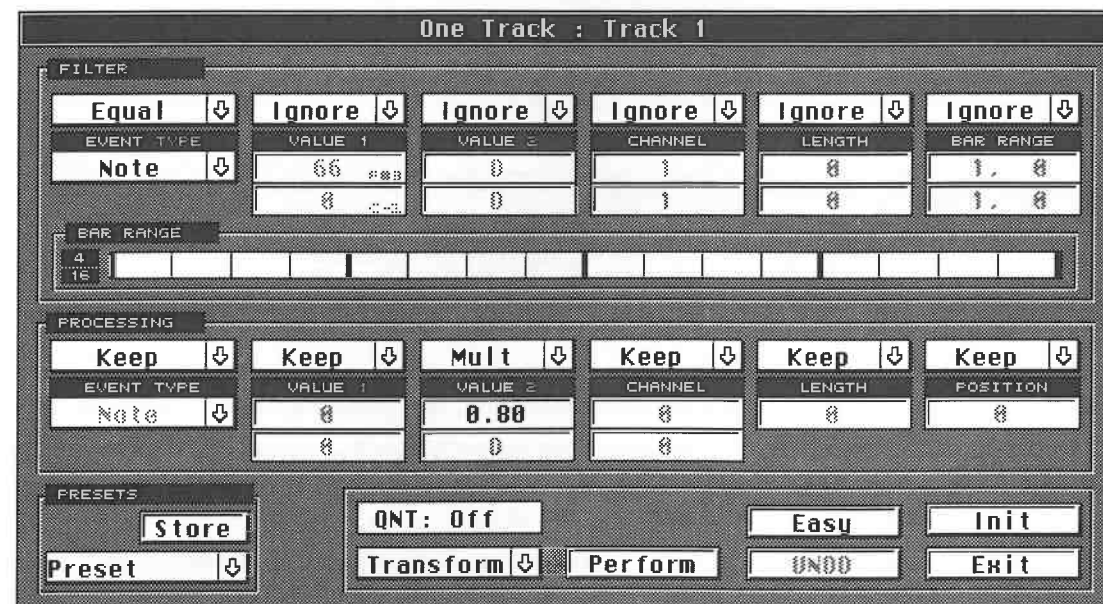 One Track : Track 1
FILTER
Equal Ignore Ignore Ignore Ignore Ignore
EVENT TYPE VALUE 1 VALUE 2 CHANNEL LENGTH BAR RANGE
Note 66 F#3 0 1 0 1. 0
0 C-2 0 1 0 1. 0
BAR RANGE
4
16
PROCESSING
Keep Keep Mult Keep Keep Keep
EVENT TYPE VALUE 1 VALUE 2 CHANNEL LENGTH POSITION
Note 0 0.80 0 0 0
0 0 0
PRESETS
Store QNT: Off Easy Init
Preset Transform Perform UNDO Exit